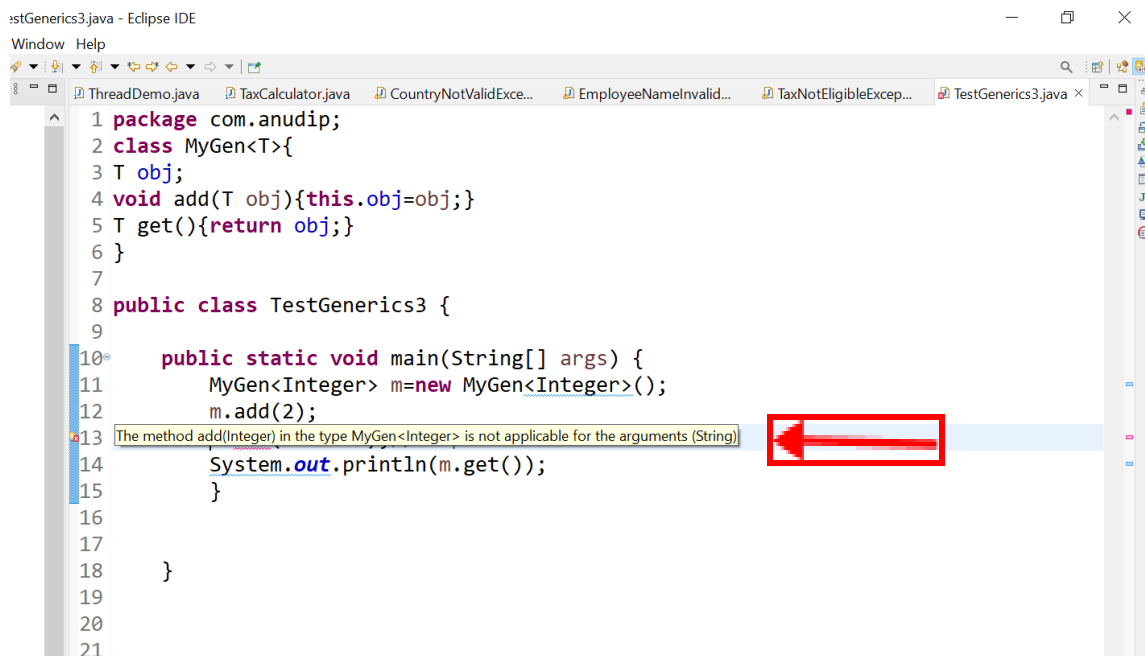 estGenerics3.java - Eclipse IDE
Window Help
ThreadDemo.java TaxCalculator.java CountryNotValidExce... EmployeeNameInvalid... TaxNotEligibleExcep... TestGenerics3.java
1 package com.anudip;
2 class MyGen<T>{
3 T obj;
4 void add(T obj){this.obj=obj;}
5 T get(){return obj;}
6 }
7
8 public class TestGenerics3 {
9
10 public static void main(String[] args) {
11 MyGen<Integer> m=new MyGen<Integer>();
12 m.add(2);
13 The method add(Integer) in the type MyGen<Integer> is not applicable for the arguments (String)
14 System.out.println(m.get());
15 }
16
17
18 }
19
20
21